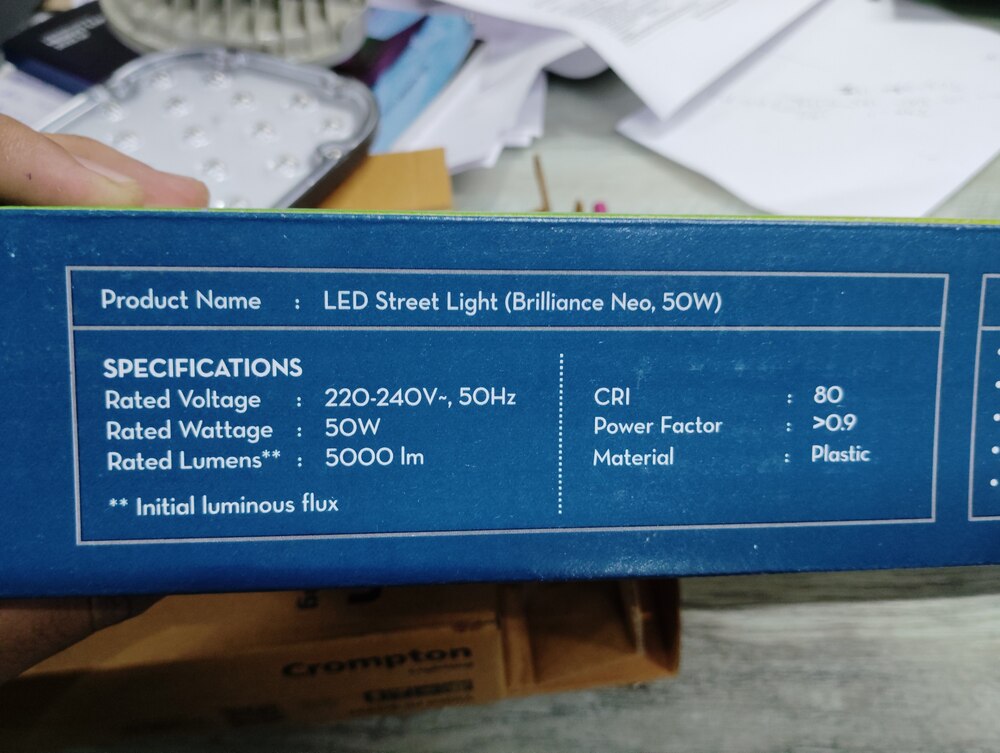 Product Name : LED Street Light (Brilliance Neo, 50W)
SPECIFICATIONS
Rated Voltage : 220-240V~, 50Hz
Rated Wattage : 50W
Rated Lumens** : 5000 lm
** Initial luminous flux
CRI : 80
Power Factor : >0.9
Material : Plastic
Crompton